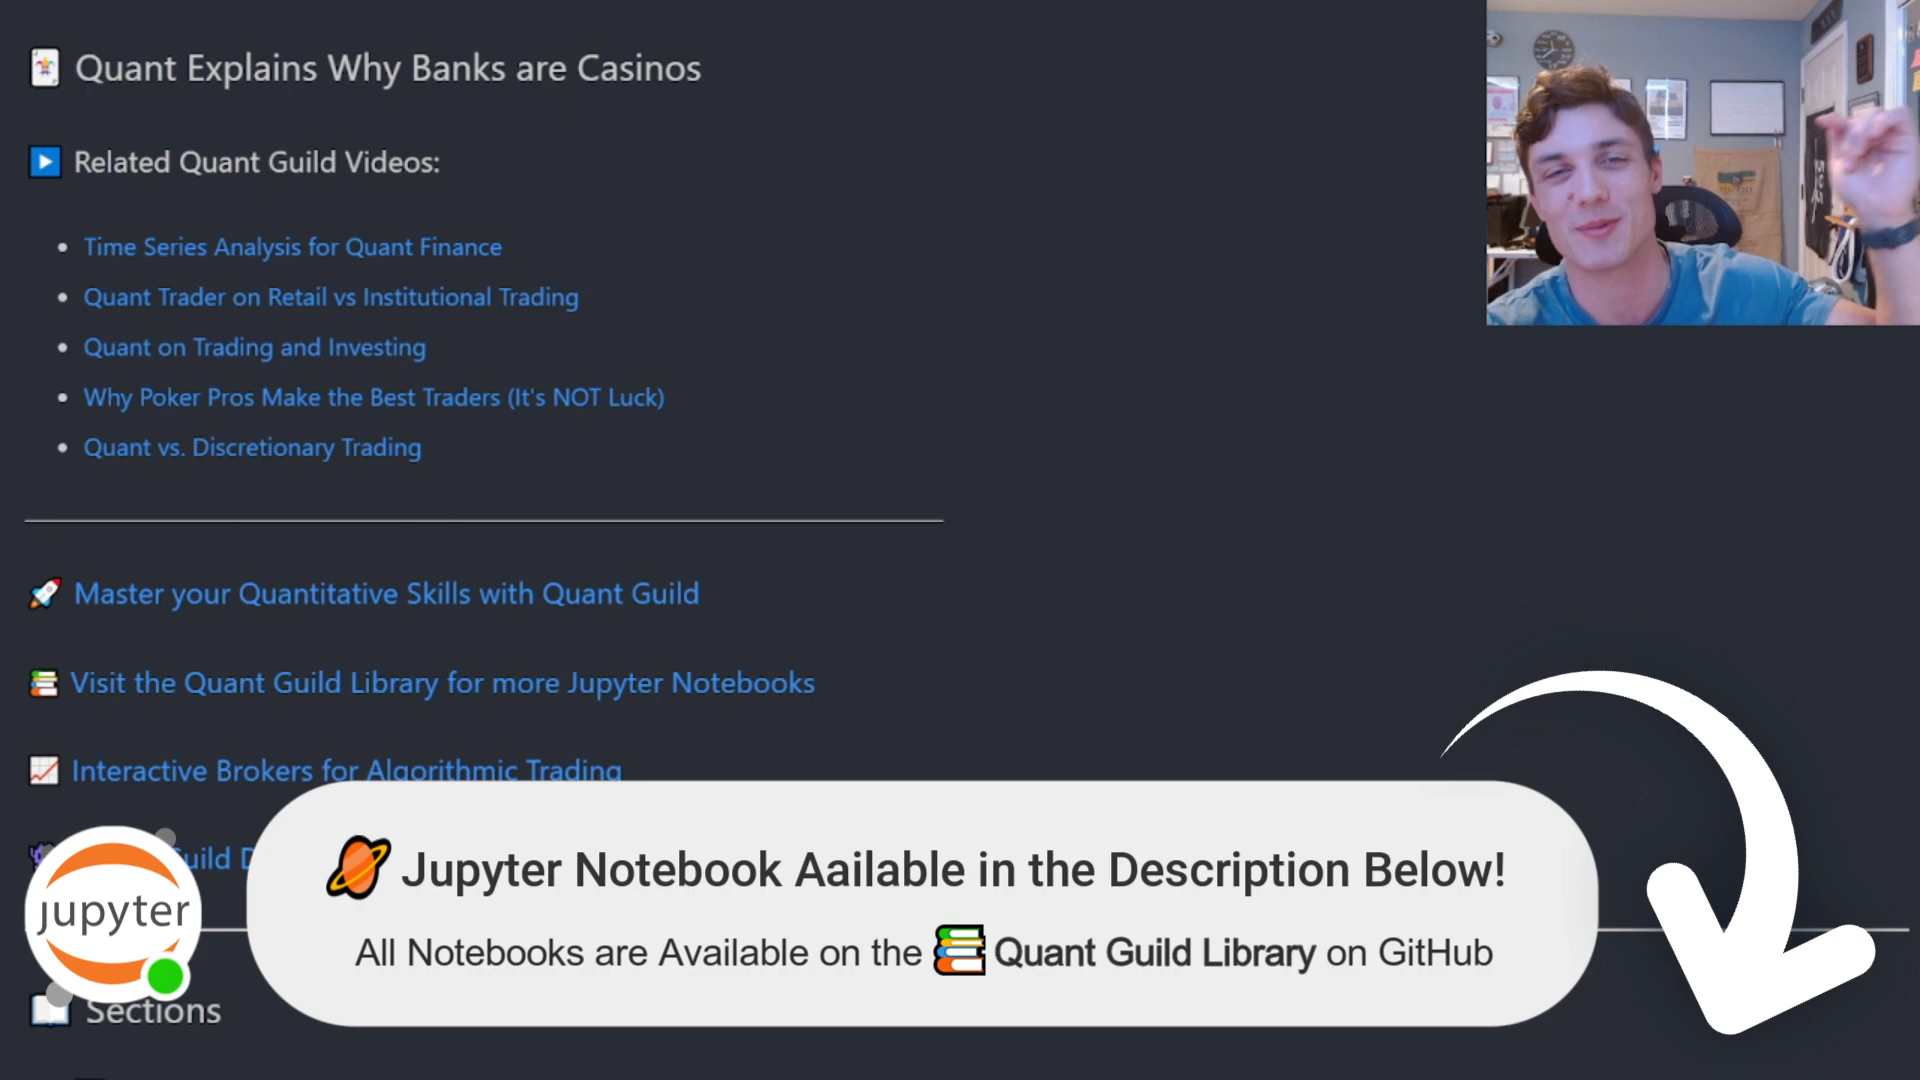 Quant Explains Why Banks are Casinos
Related Quant Guild Videos:
Time Series Analysis for Quant Finance
Quant Trader on Retail vs Institutional Trading
Quant on Trading and Investing
Why Poker Pros Make the Best Traders (It's NOT Luck)
Quant vs. Discretionary Trading
Master your Quantitative Skills with Quant Guild
Visit the Quant Guild Library for more Jupyter Notebooks
Interactive Brokers for Algorithmic Trading
Jupyter Notebook Aailable in the Description Below!
All Notebooks are Available on the Quant Guild Library on GitHub
jupyter
Sections